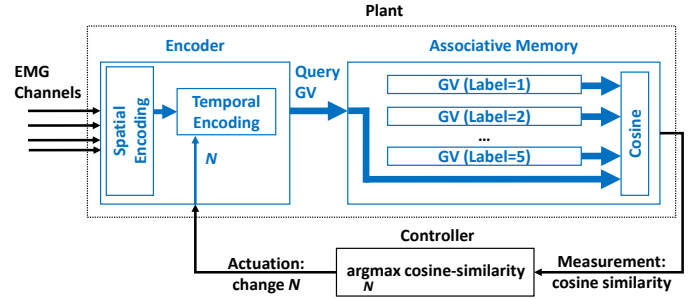 Plant
Encoder
Associative Memory
EMG
Channels
Spatial
Encoding
Temporal
Encoding
N
Query
GV
GV (Label=1)
GV (Label=2)
...
GV (Label=5)
Cosine
Controller
Actuation:
change N
argmax cosine-similarity
N
Measurement:
cosine similarity